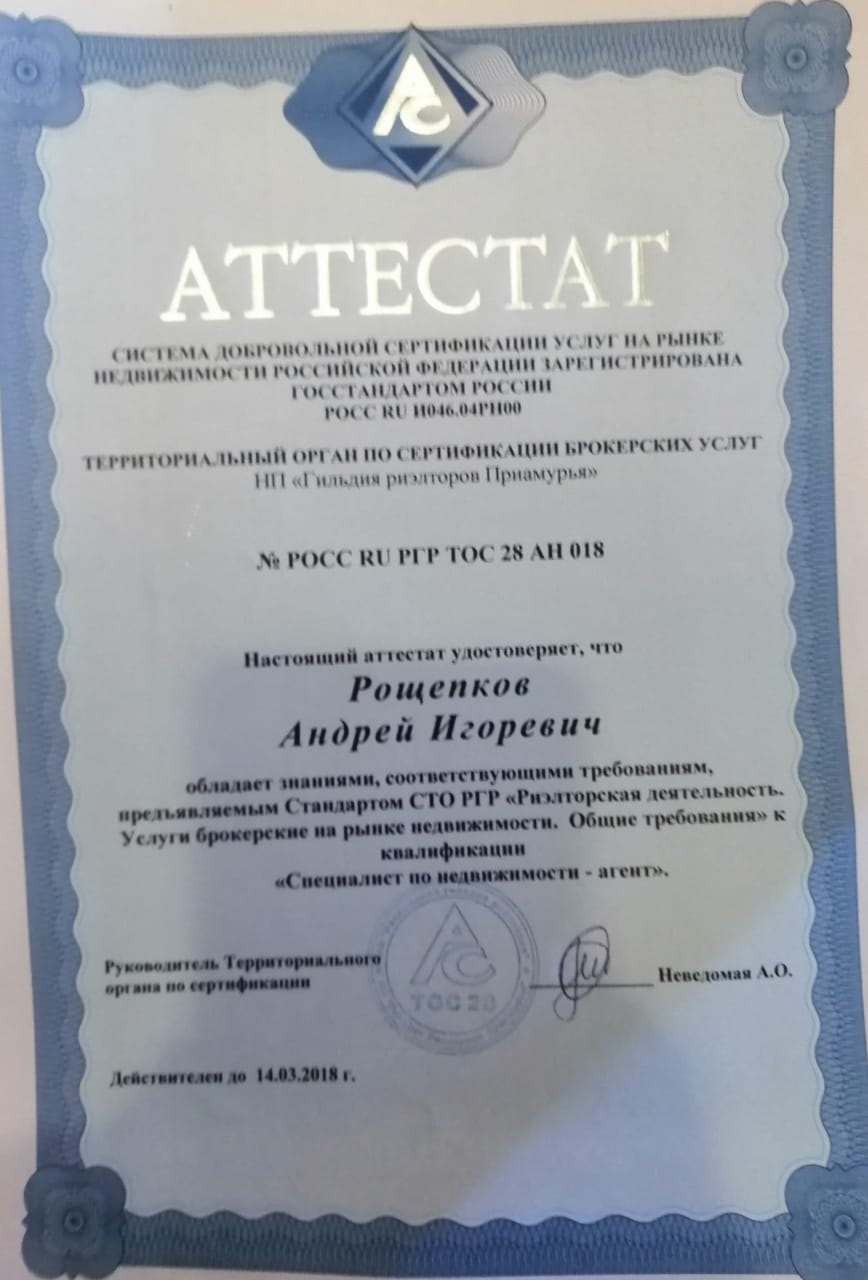 АС
АТТЕСТАТ
СИСТЕМА ДОБРОВОЛЬНОЙ СЕРТИФИКАЦИИ УСЛУГ НА РЫНКЕ
НЕДВИЖИМОСТИ РОССИЙСКОЙ ФЕДЕРАЦИИ ЗАРЕГИСТРИРОВАНА
ГОССТАНДАРТОМ РОССИИ
РОСС RU И046.04РН00
ТЕРРИТОРИАЛЬНЫЙ ОРГАН ПО СЕРТИФИКАЦИИ БРОКЕРСКИХ УСЛУГ
НП «Гильдия риэлторов Приамурья»
№ РОСС RU РГР ТОС 28 АН 018
Настоящий аттестат удостоверяет, что
Рощепков
Андрей Игоревич
обладает знаниями, соответствующими требованиям,
предъявляемым Стандартом СТО РГР «Риэлторская деятельность.
Услуги брокерские на рынке недвижимости. Общие требования» к
квалификации
«Специалист по недвижимости - агент».
Руководитель Территориального
органа по сертификации
АС
ТОС 28
Неведомая А.О.
Действителен до 14.03.2018 г.